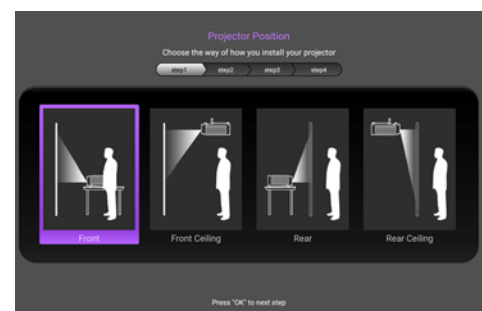 Projector Position
Choose the way of how you install your projector
step1 step2 step3 step4
Front Front Ceiling Rear Rear Ceiling
Press "OK" to next step